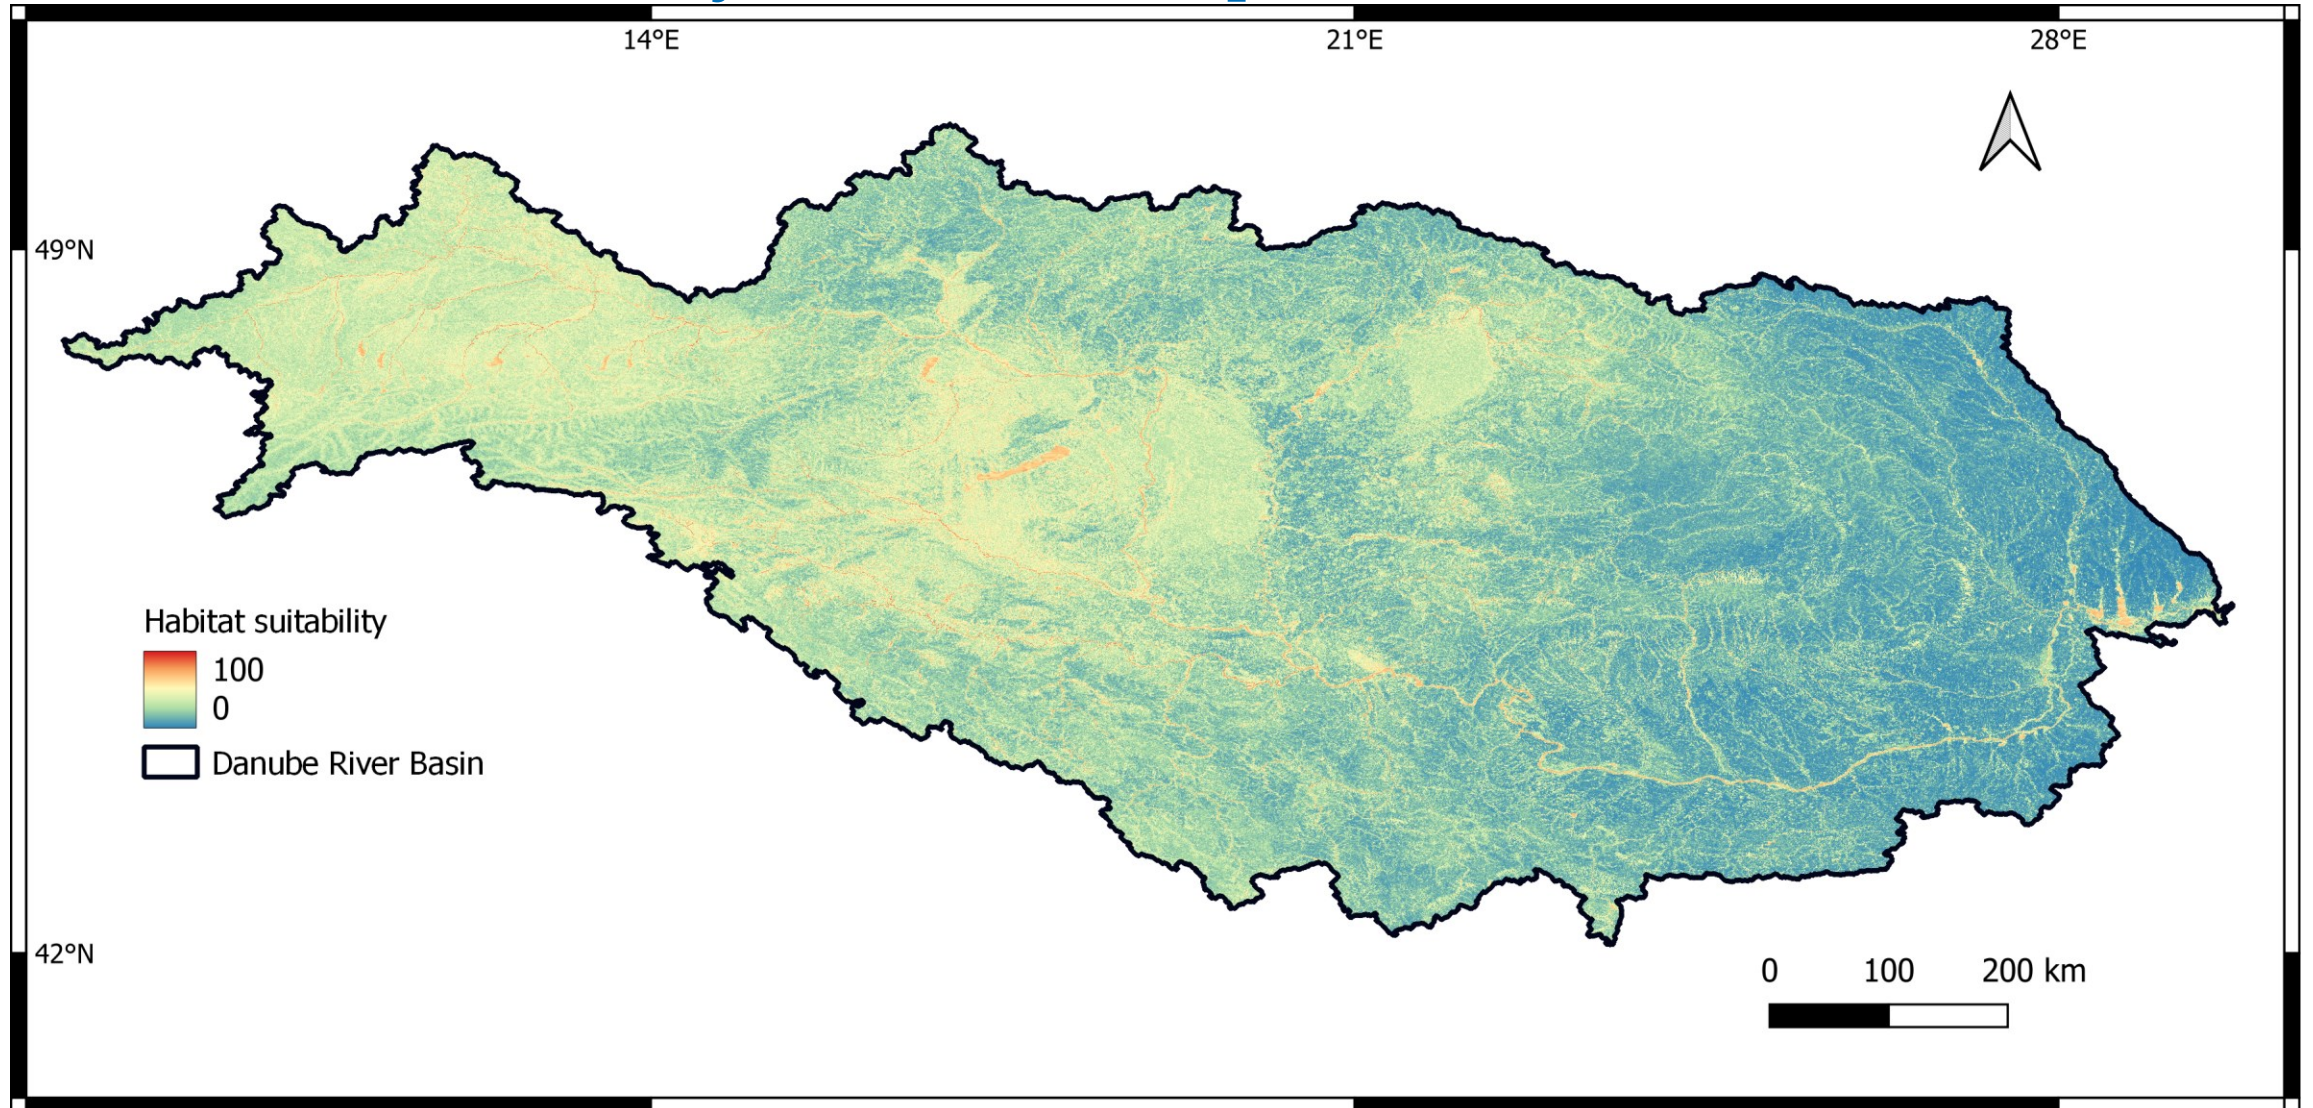 14°E 21°E 28°E
49°N
Habitat suitability
100
0
Danube River Basin
42°N
0 100 200 km